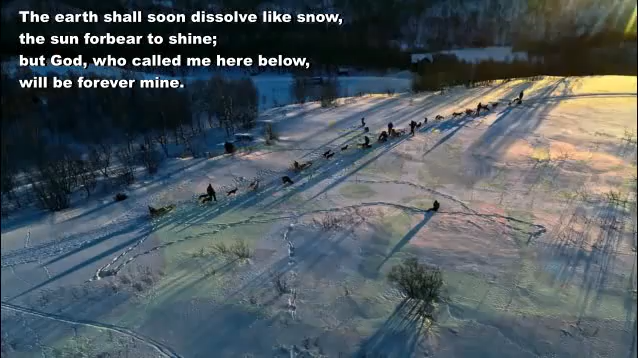 The earth shall soon dissolve like snow,
the sun forbear to shine;
but God, who called me here below,
will be forever mine.